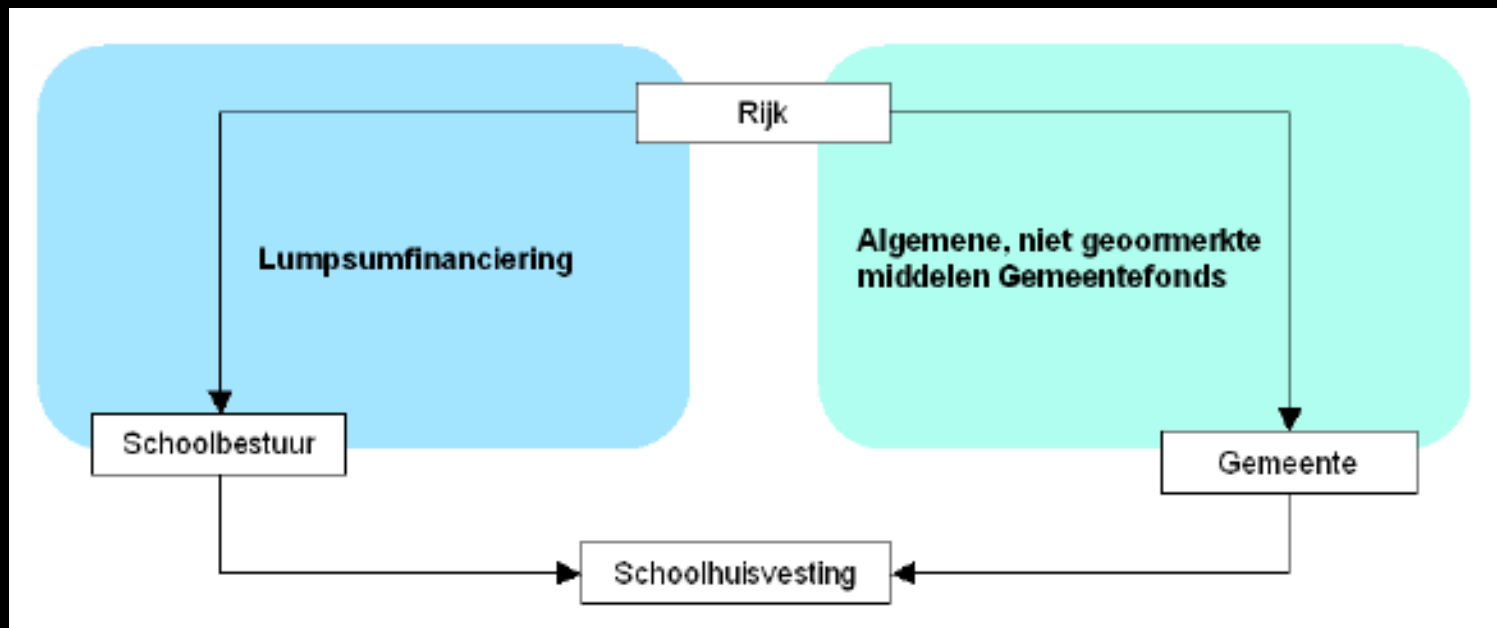 Rijk
Lumpsumfinanciering
Algemene, niet geoormerkte
middelen Gemeentefonds
Schoolbestuur
Gemeente
Schoolhuisvesting